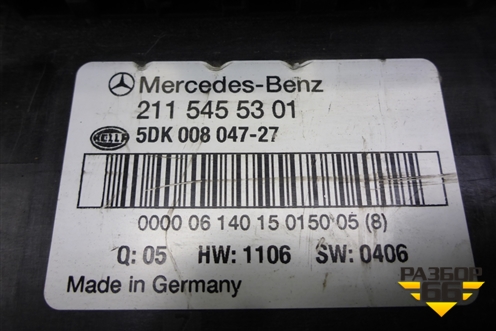 Mercedes-Benz
211 545 53 01
HELLA
5DK 008 047-27
0000 06 140 15 0150 05 (8)
Q: 05 HW: 1106 SW: 0406
Made in Germany
РАЗБОР
66